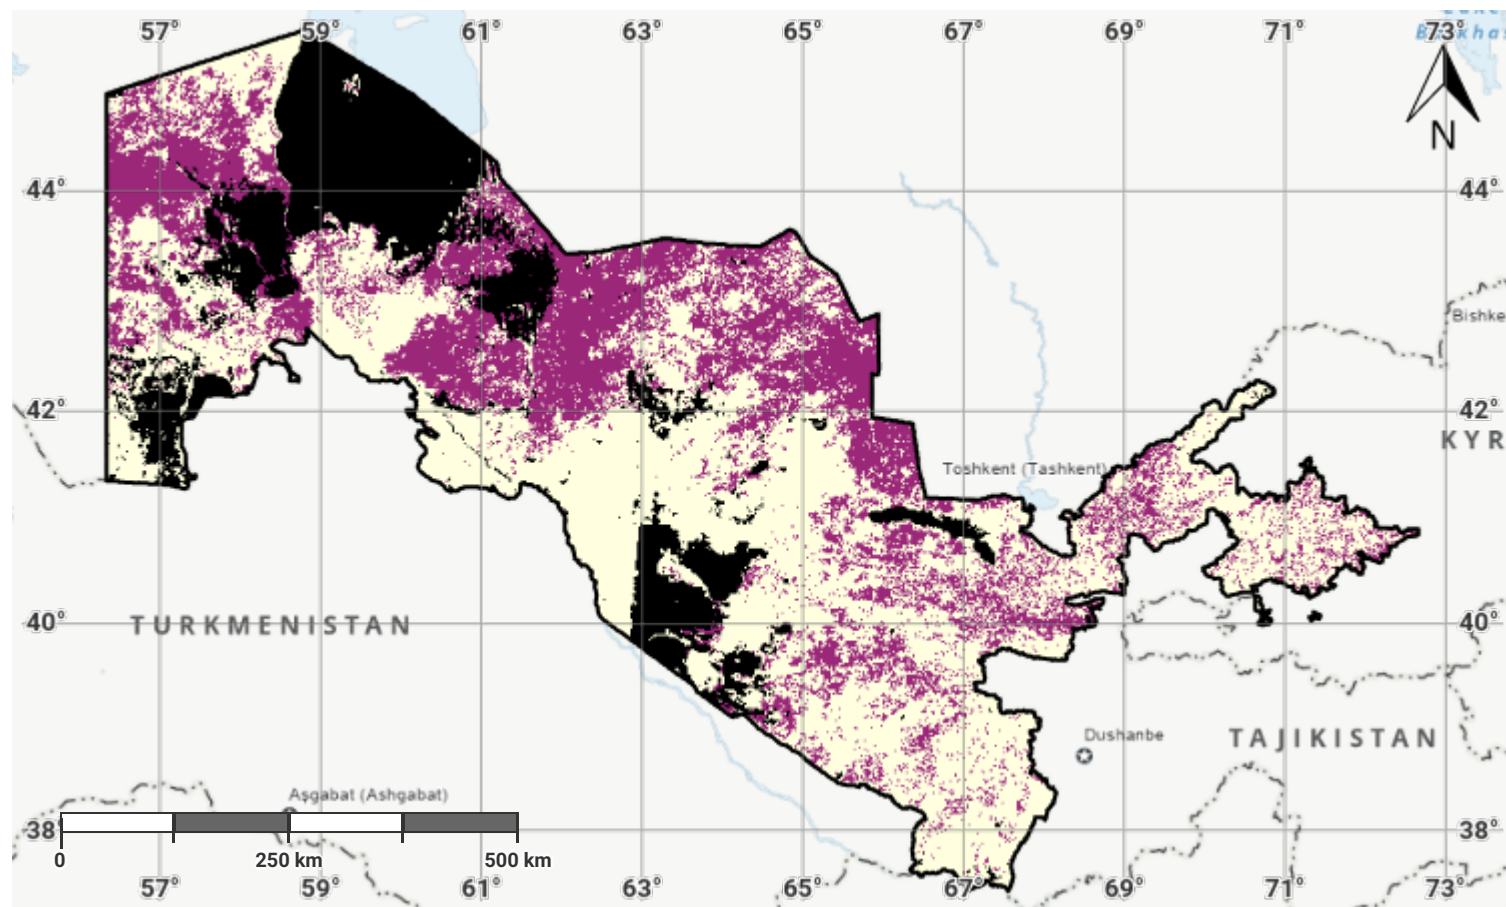 57° 59° 61° 63° 65° 67° 69° 71° 73°
N
44° 44°
Bishke
42° 42°
KYR
Toshkent (Tashkent)
40° 40°
TURKMENISTAN
Dushanbe
TAJIKISTAN
Aşgabat (Ashgabat)
38° 38°
0 250 km 500 km
57° 59° 61° 63° 65° 67° 69° 71° 73°